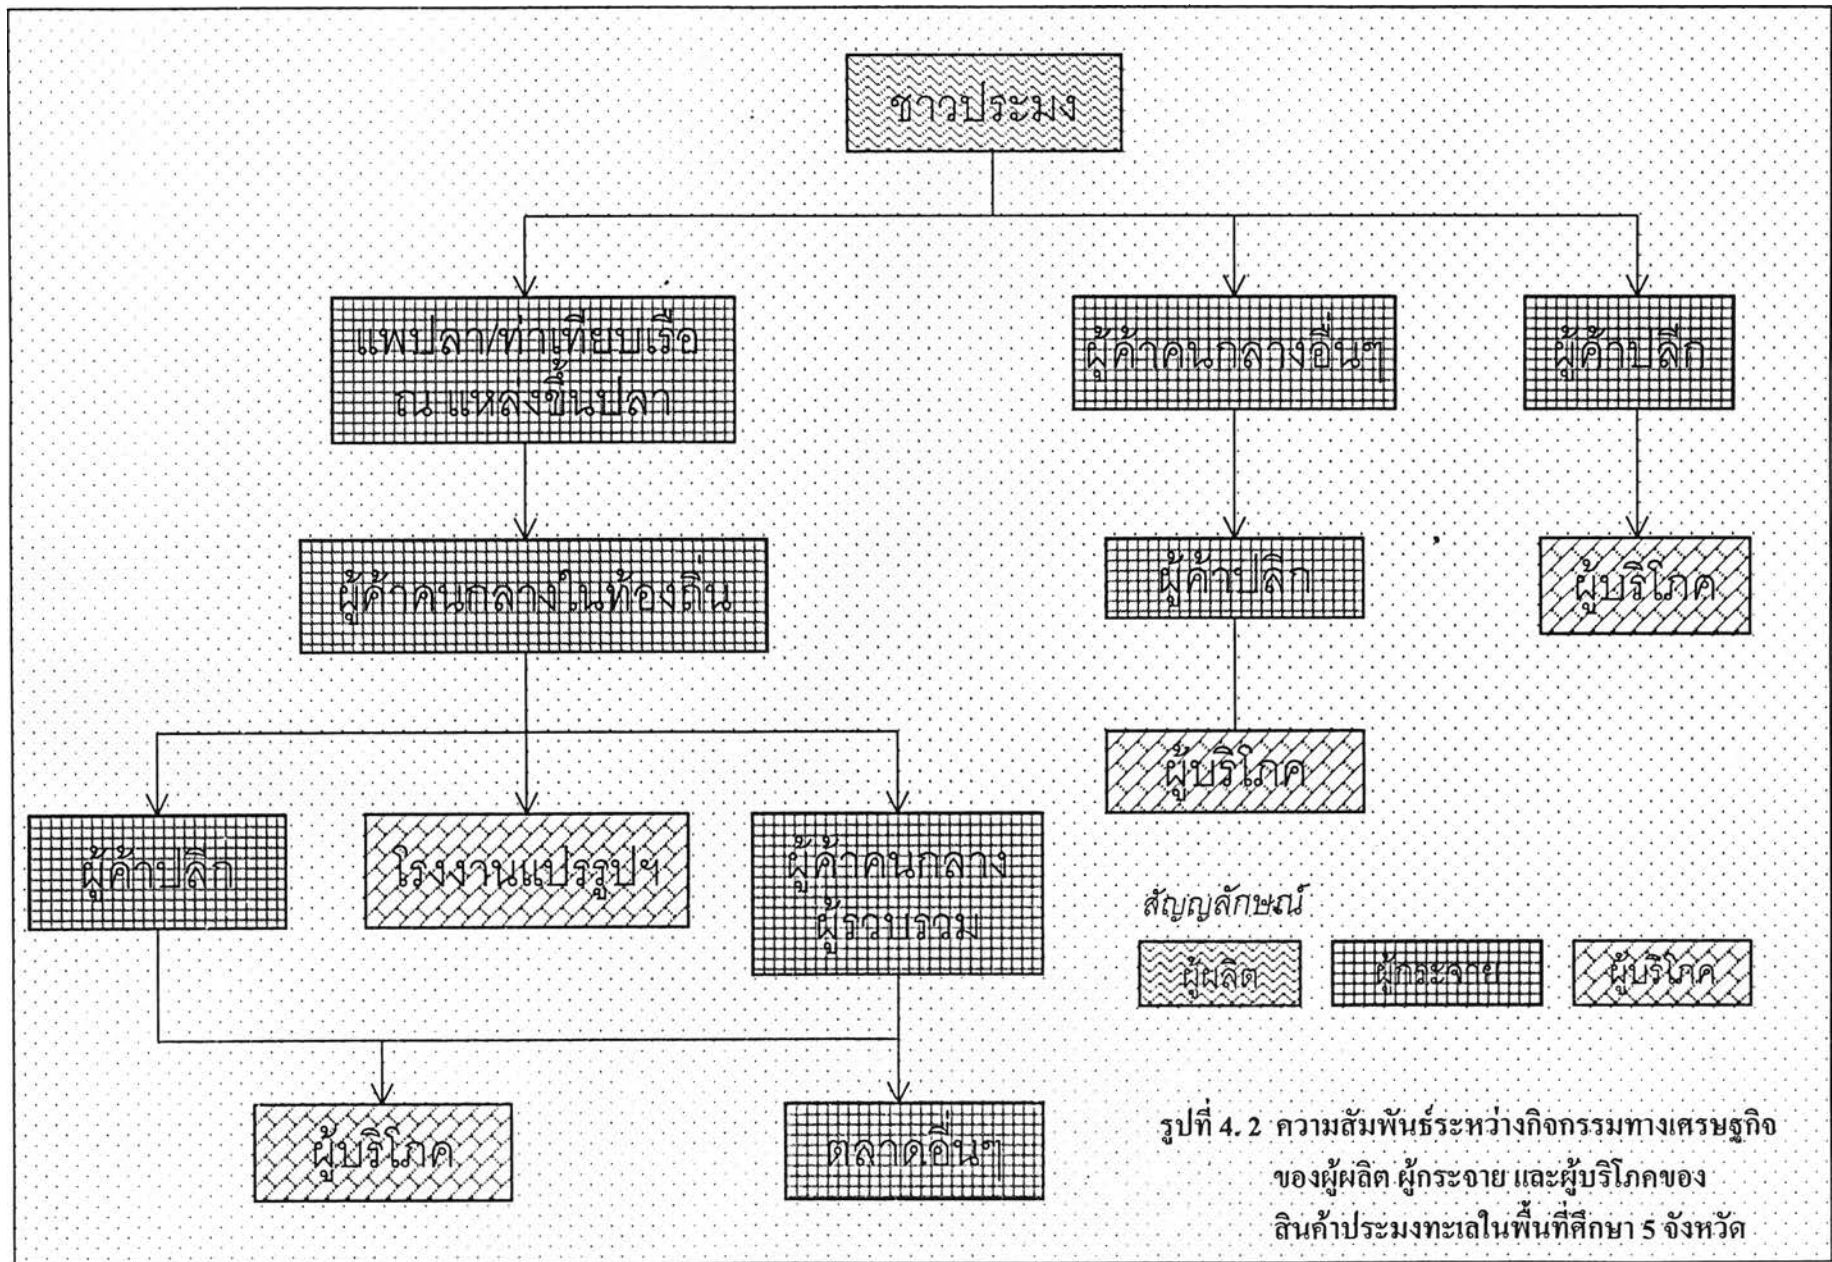 ชาวประมง
แพปลา/ท่าเทียบเรือ
ณ แหล่งขึ้นปลา
ผู้ค้าคนกลางอื่นๆ
ผู้ค้าปลีก
ผู้ค้าคนกลางในท้องถิ่น
ผู้ค้าปลีก
ผู้บริโภค
ผู้บริโภค
ผู้ค้าปลีก
โรงงานแปรรูปฯ
ผู้ค้าคนกลาง
ผู้รวบรวม
ผู้บริโภค
ตลาดอื่นๆ
สัญญลักษณ์
ผู้ผลิต
ผู้กระจาย
ผู้บริโภค
รูปที่ 4.2 ความสัมพันธ์ระหว่างกิจกรรมทางเศรษฐกิจ
ของผู้ผลิต ผู้กระจาย และผู้บริโภคของ
สินค้าประมงทะเลในพื้นที่ศึกษา 5 จังหวัด